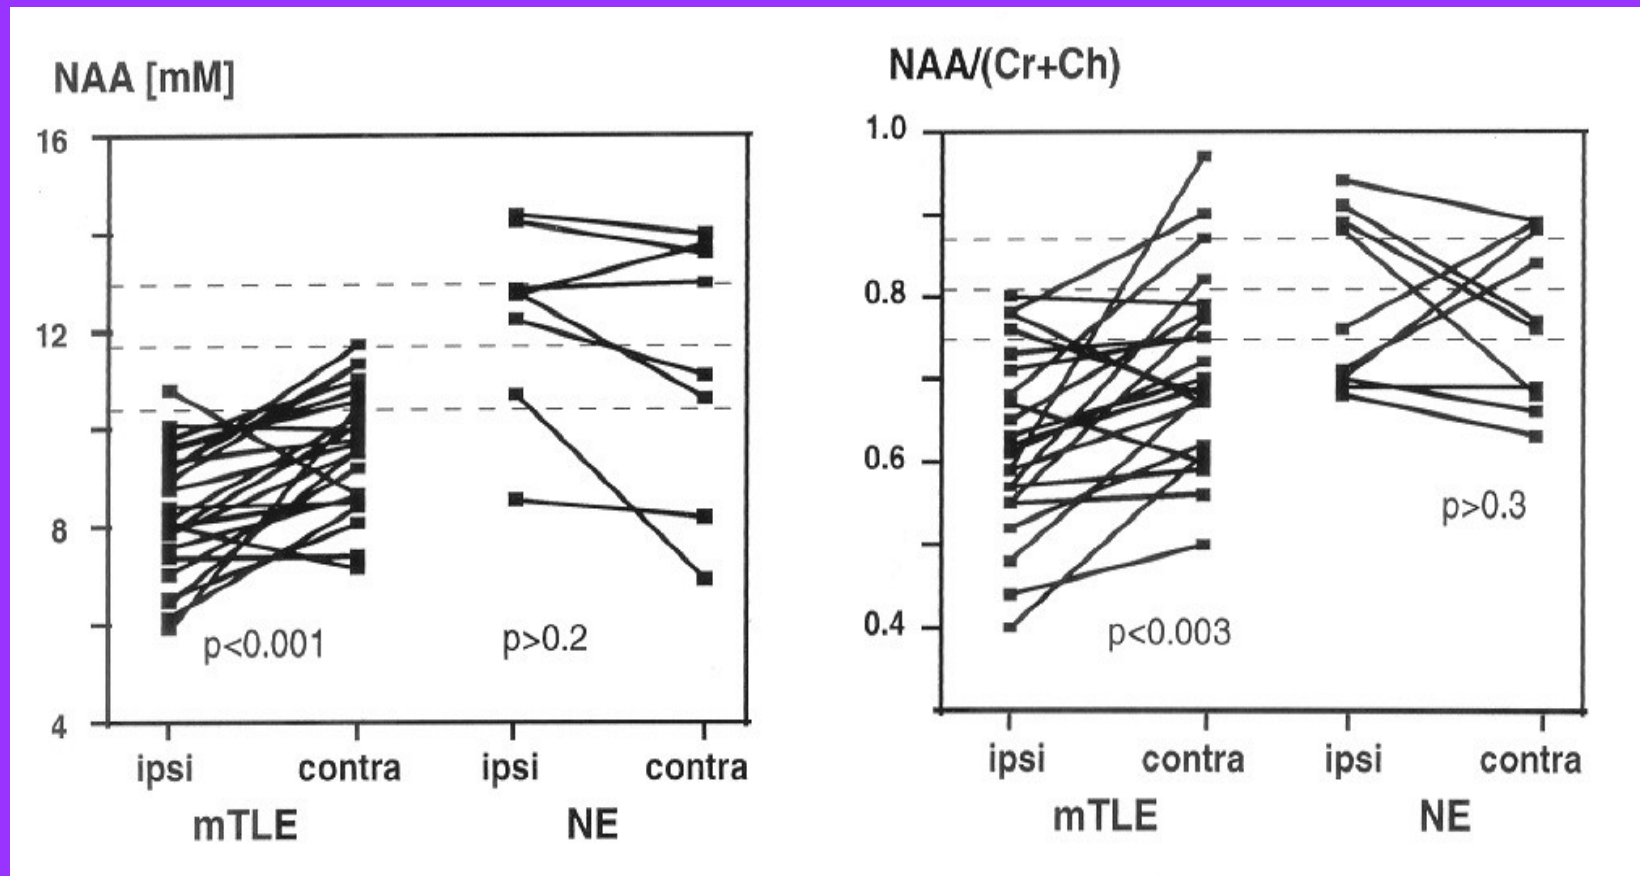 NAA [mM]
16
12
8
4
p<0.001
p>0.2
ipsi
contra
ipsi
contra
mTLE
NE
NAA/(Cr+Ch)
1.0
0.8
0.6
0.4
p>0.3
p<0.003
ipsi
contra
ipsi
contra
mTLE
NE